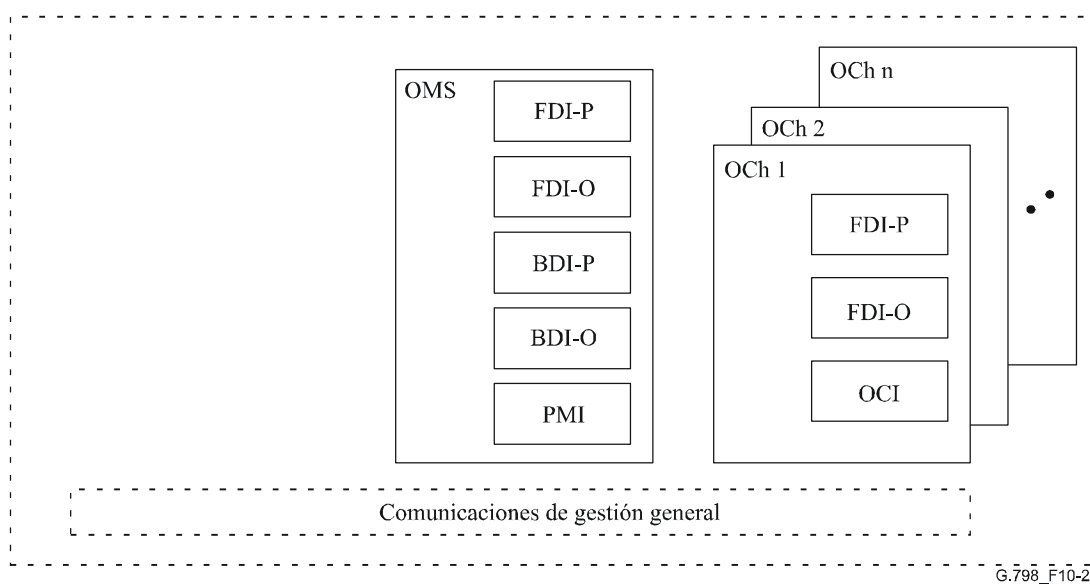 OMS
FDI-P
FDI-O
BDI-P
BDI-O
PMI
OCh n
OCh 2
OCh 1
FDI-P
FDI-O
OCI
Comunicaciones de gestión general
G.798_F10-2